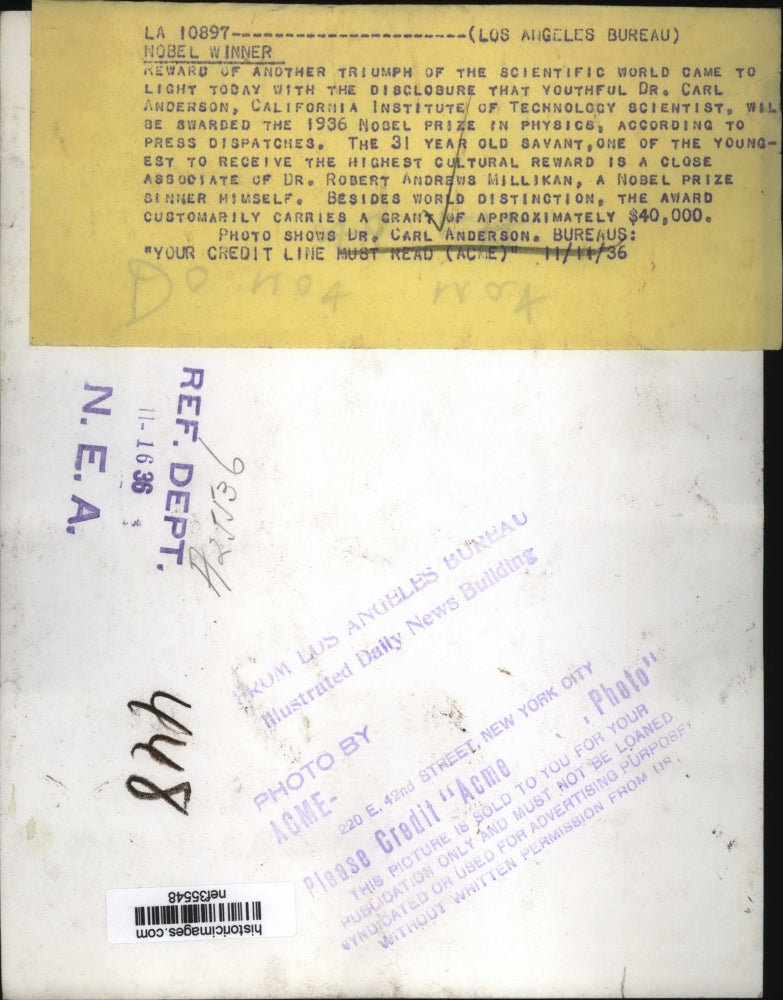 LA 10897------------------------(LOS ANGELES BUREAU)
NOBEL WINNER
REWARD OF ANOTHER TRIUMPH OF THE SCIENTIFIC WORLD CAME TO
LIGHT TODAY WITH THE DISCLOSURE THAT YOUTHFUL DR. CARL
ANDERSON, CALIFORNIA INSTITUTE OF TECHNOLOGY SCIENTIST, WIL
BE SWARDED THE 1936 NOBEL PRIZE IN PHYSICS, ACCORDING TO
PRESS DISPATCHES. THE 31 YEAR OLD SAVANT, ONE OF THE YOUNG-
EST TO RECEIVE THE HIGHEST CULTURAL REWARD IS A CLOSE
ASSOCIATE OF DR. ROBERT ANDREWS MILLIKAN, A NOBEL PRIZE
SINNER HIMSELF. BESIDES WORLD DISTINCTION, THE AWARD
CUSTOMARILY CARRIES A GRANT OF APPROXIMATELY $40,000.
PHOTO SHOWS DR. CARL ANDERSON. BUREAUS:
"YOUR CREDIT LINE MUST READ (ACME)" 11/11/36
Do not
REF. DEPT.
11-16 36
N. E. A.
FROM LOS ANGELES BUREAU
Illustrated Daily News Building
PHOTO BY
ACME-
220 E. 42nd STREET, NEW YORK CITY
Please Credit "Acme Photo"
THIS PICTURE IS SOLD TO YOU FOR YOUR
PUBLICATION ONLY AND MUST NOT BE LOANED
SYNDICATED OR USED FOR ADVERTISING PURPOSES
WITHOUT WRITTEN PERMISSION FROM US.
448
historicimages.com
nef35548